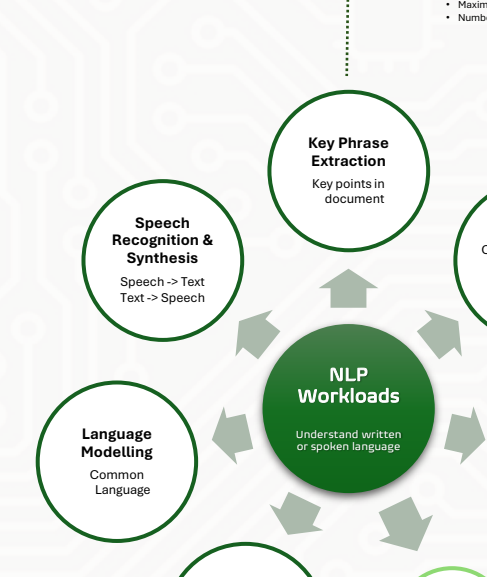 • Maxim
• Numbe
Key Phrase
Extraction
Key points in
document
Speech
Recognition &
Synthesis
Speech -> Text
Text -> Speech
C
NLP
Workloads
Understand written
or spoken language
Language
Modelling
Common
Language